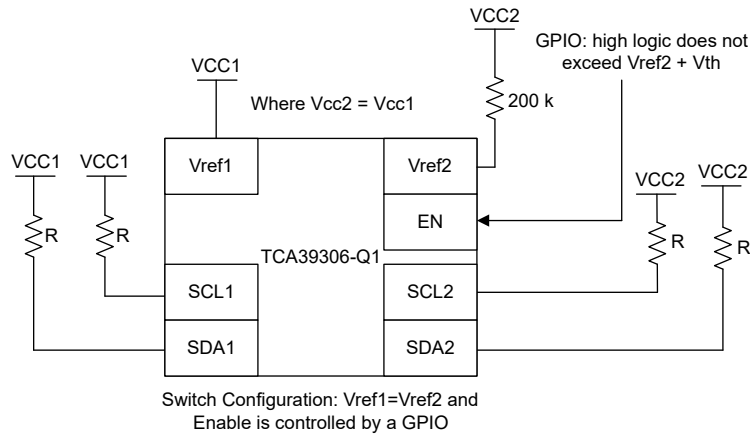 VCC2
GPIO: high logic does not
exceed Vref2 + Vth
VCC1
Where Vcc2 = Vcc1
200 k
VCC1
VCC1
Vref1
Vref2
VCC2
VCC2
EN
R
R
R
R
TCA39306-Q1
SCL1
SCL2
SDA1
SDA2
Switch Configuration: Vref1=Vref2 and
Enable is controlled by a GPIO